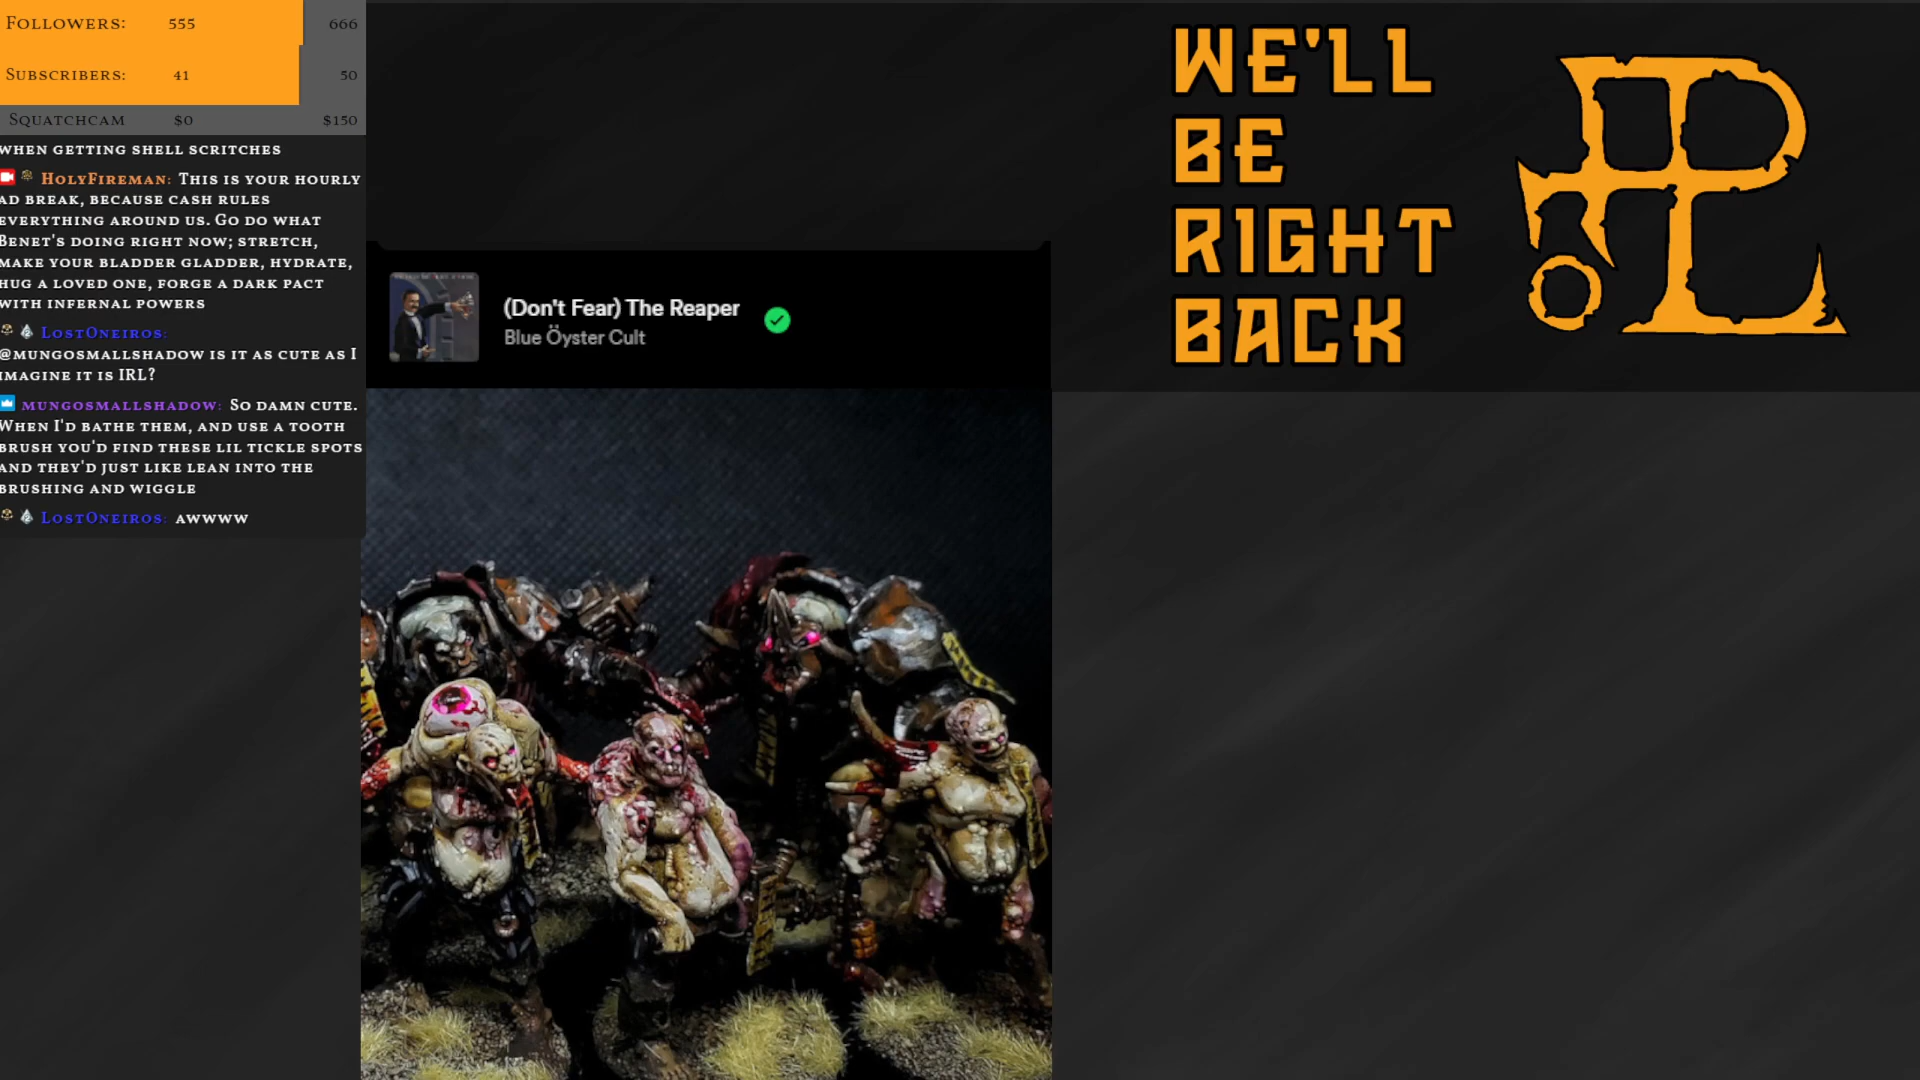 Followers: 555 666
Subscribers: 41 50
Squatchcam $0 $150
when getting shell scritches
HolyFireman: This is your hourly
ad break, because cash rules
everything around us. Go do what
Benet's doing right now; stretch,
make your bladder gladder, hydrate,
hug a loved one, forge a dark pact
with infernal powers
LostOneiros:
@mungosmallshadow is it as cute as I
imagine it is IRL?
mungosmallshadow: So damn cute.
When I'd bathe them, and use a tooth
brush you'd find these lil tickle spots
and they'd just like lean into the
brushing and wiggle
LostOneiros: awwww
(Don't Fear) The Reaper
Blue Öyster Cult
WE'LL
BE
RIGHT
BACK